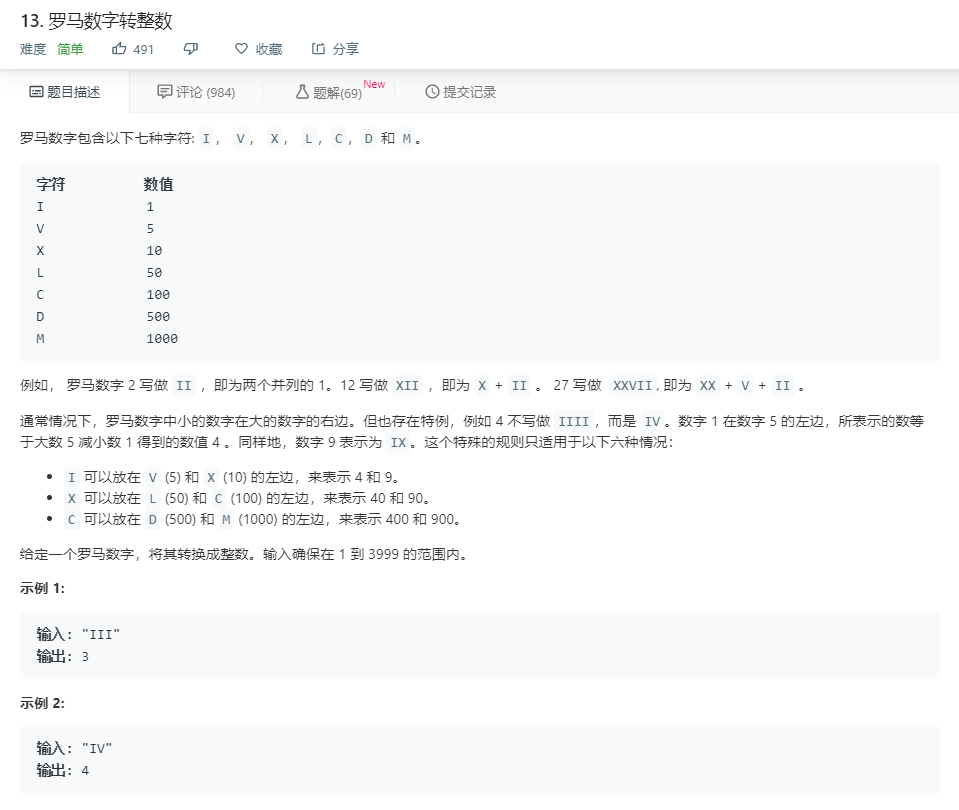 13. 罗马数字转整数
难度 简单 491 收藏 分享
题目描述 评论 (984) 题解(69) New 提交记录
罗马数字包含以下七种字符: I， V， X， L，C，D 和 M。
字符 数值
I 1
V 5
X 10
L 50
C 100
D 500
M 1000
例如， 罗马数字 2 写做 II ，即为两个并列的 1。12 写做 XII ，即为 X + II 。 27 写做 XXVII, 即为 XX + V + II 。
通常情况下，罗马数字中小的数字在大的数字的右边。但也存在特例，例如 4 不写做 IIII，而是 IV。数字 1 在数字 5 的左边，所表示的数等
于大数 5 减小数 1 得到的数值 4 。同样地，数字 9 表示为 IX。这个特殊的规则只适用于以下六种情况：
• I 可以放在 V (5) 和 X (10) 的左边，来表示 4 和 9。
• X 可以放在 L (50) 和 C (100) 的左边，来表示 40 和 90。
• C 可以放在 D (500) 和 M (1000) 的左边，来表示 400 和 900。
给定一个罗马数字，将其转换成整数。输入确保在 1 到 3999 的范围内。
示例 1:
输入: "III"
输出: 3
示例 2:
输入: "IV"
输出: 4